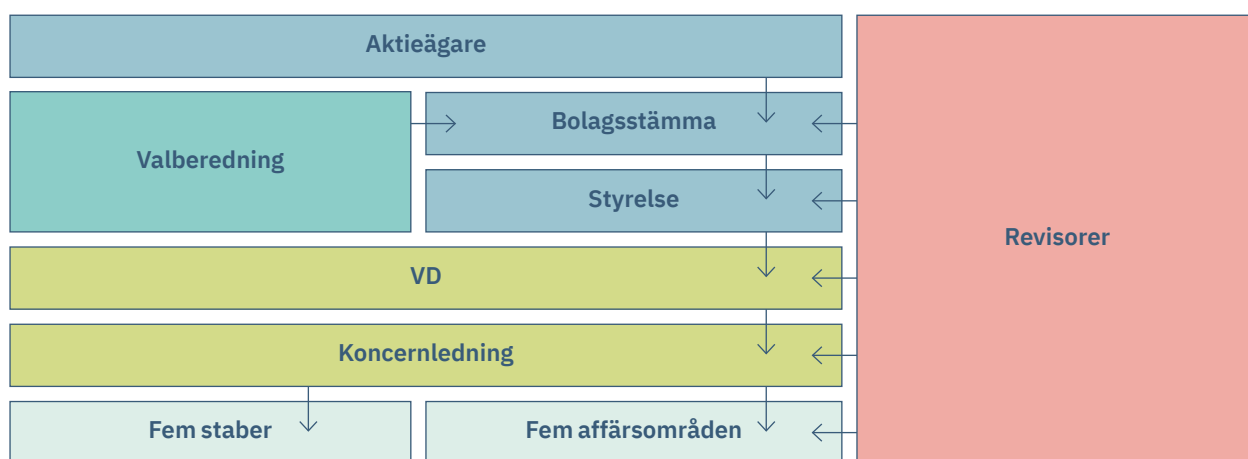 Aktieägare
Valberedning
Bolagsstämma
Styrelse
Revisorer
VD
Koncernledning
Fem staber
Fem affärsområden